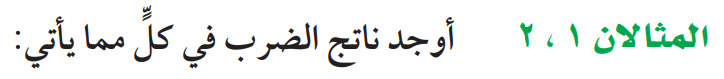 المثالان ١ ، ٢ أوجد ناتج الضرب في كلٍّ مما يأتي: